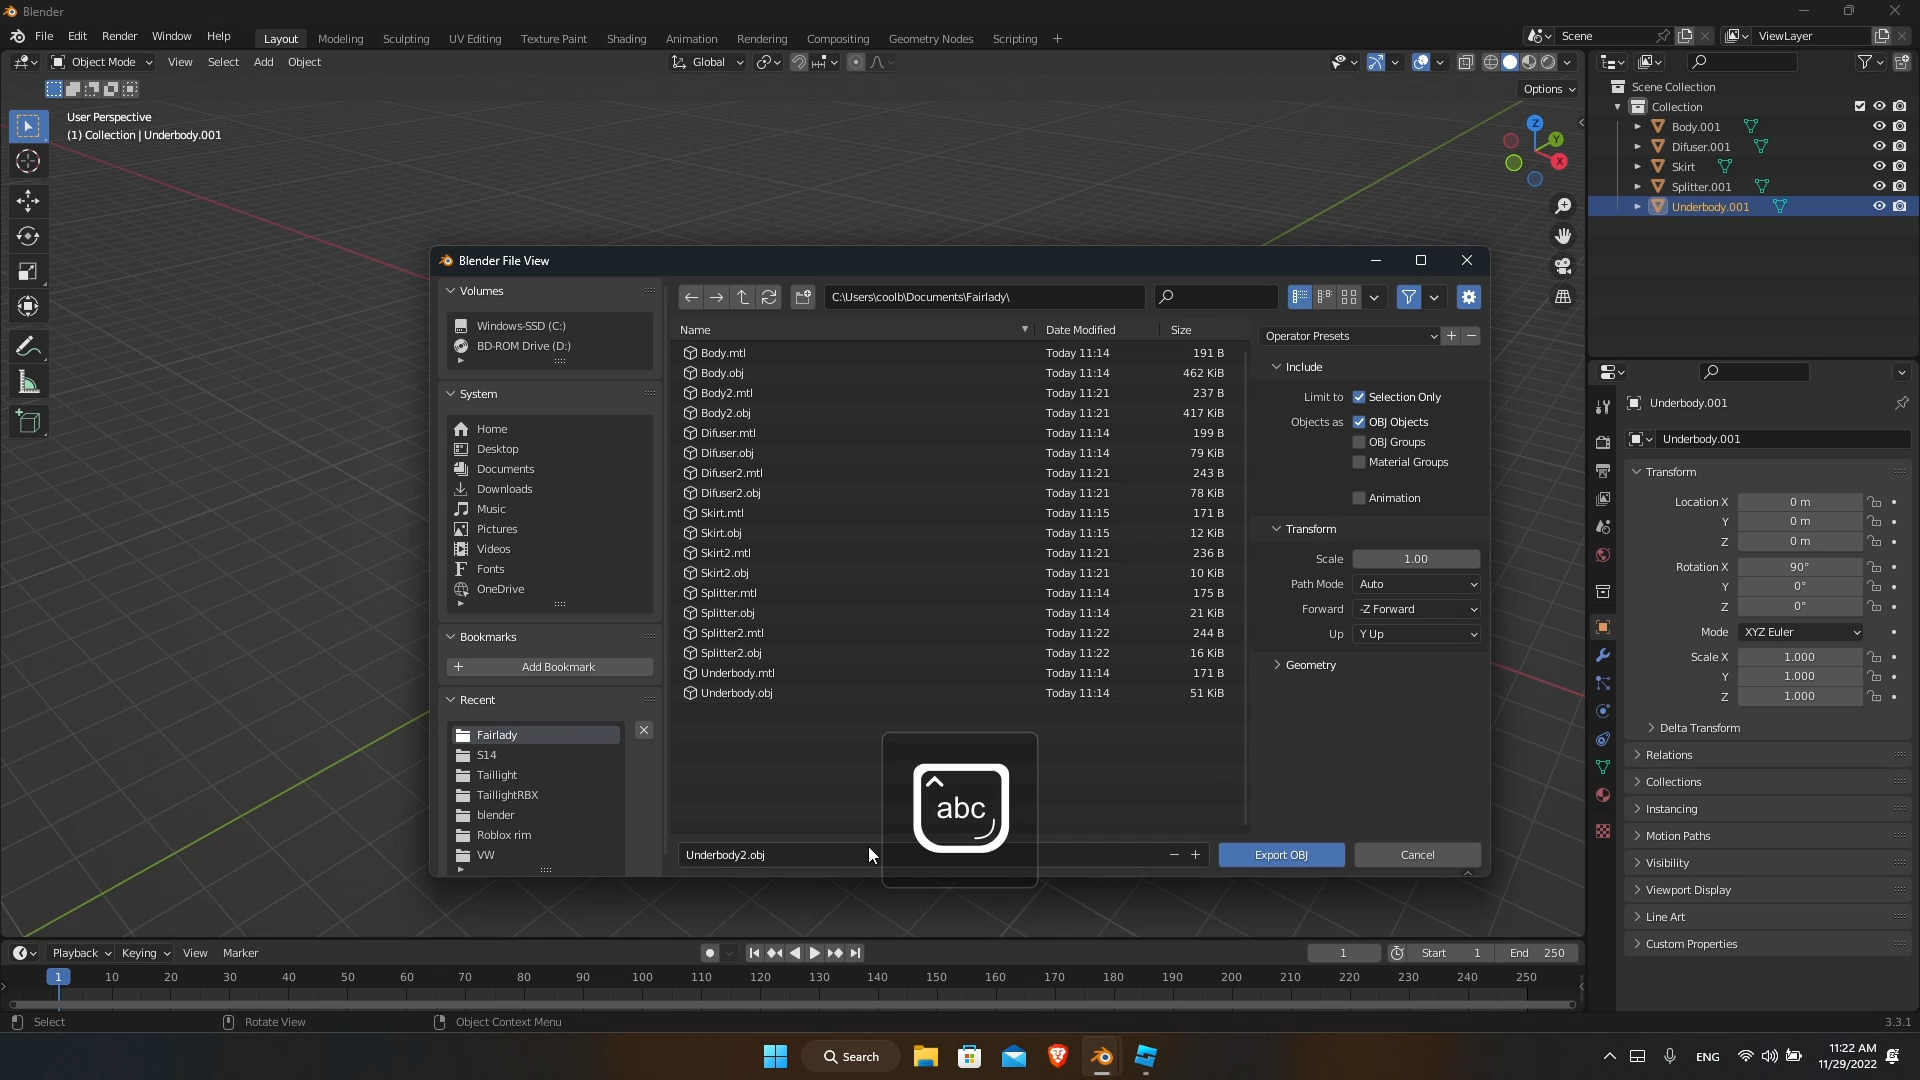 Blender
File Edit Render Window Help Layout Modeling Sculpting UV Editing Texture Paint Shading Animation Rendering Compositing Geometry Nodes Scripting + Scene ViewLayer
Object Mode View Select Add Object Global
Options
User Perspective
(1) Collection | Underbody.001
Z
Y
X
Scene Collection
Collection
Body.001
Difuser.001
Skirt
Splitter.001
Underbody.001
Blender File View
Volumes
Windows-SSD (C:)
BD-ROM Drive (D:)
System
Home
Desktop
Documents
Downloads
Music
Pictures
Videos
Fonts
OneDrive
Bookmarks
Add Bookmark
Recent
Fairlady
S14
Taillight
TaillightRBX
blender
Roblox rim
VW
C:\Users\coolb\Documents\Fairlady\
Name Date Modified Size
Body.mtl Today 11:14 191 B
Body.obj Today 11:14 462 KiB
Body2.mtl Today 11:21 237 B
Body2.obj Today 11:21 417 KiB
Difuser.mtl Today 11:14 199 B
Difuser.obj Today 11:14 79 KiB
Difuser2.mtl Today 11:21 243 B
Difuser2.obj Today 11:21 78 KiB
Skirt.mtl Today 11:15 171 B
Skirt.obj Today 11:15 12 KiB
Skirt2.mtl Today 11:21 236 B
Skirt2.obj Today 11:21 10 KiB
Splitter.mtl Today 11:14 175 B
Splitter.obj Today 11:14 21 KiB
Splitter2.mtl Today 11:22 244 B
Splitter2.obj Today 11:22 16 KiB
Underbody.mtl Today 11:14 171 B
Underbody.obj Today 11:14 51 KiB
Operator Presets
Include
Limit to Selection Only
Objects as OBJ Objects
OBJ Groups
Material Groups
Animation
Transform
Scale 1.00
Path Mode Auto
Forward -Z Forward
Up Y Up
Geometry
abc
Underbody2.obj Export OBJ Cancel
Underbody.001
Underbody.001
Transform
Location X 0 m
Y 0 m
Z 0 m
Rotation X 90°
Y 0°
Z 0°
Mode XYZ Euler
Scale X 1.000
Y 1.000
Z 1.000
Delta Transform
Relations
Collections
Instancing
Motion Paths
Visibility
Viewport Display
Line Art
Custom Properties
Playback Keying View Marker 1 Start 1 End 250
1 10 20 30 40 50 60 70 80 90 100 110 120 130 140 150 160 170 180 190 200 210 220 230 240 250
Select Rotate View Object Context Menu 3.3.1
Search ENG 11:22 AM
11/29/2022